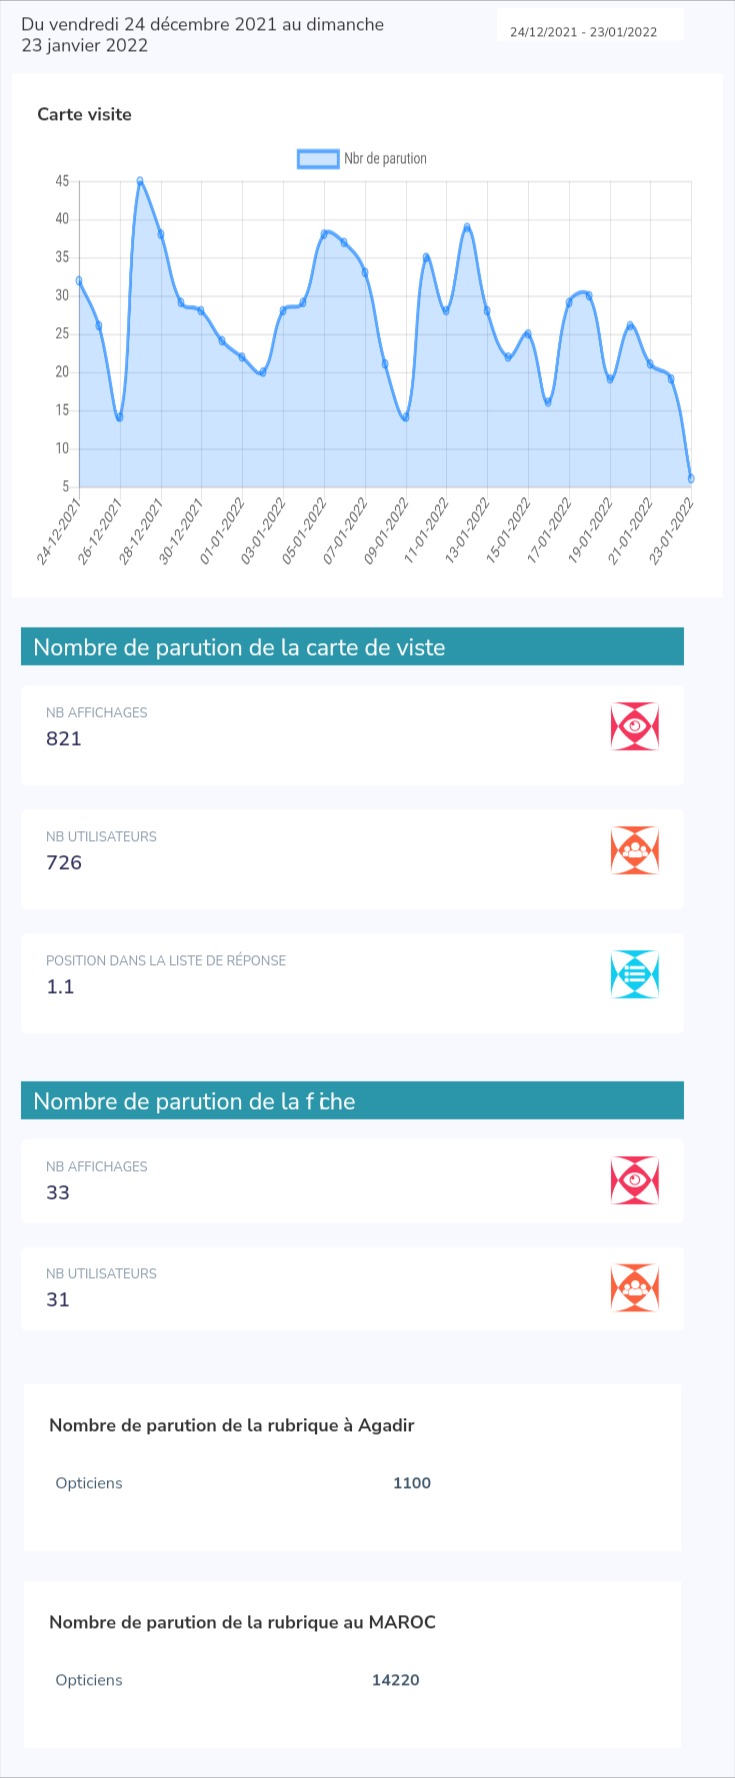 Du vendredi 24 décembre 2021 au dimanche
23 janvier 2022
24/12/2021 - 23/01/2022
Carte visite
Nbr de parution
45
40
35
30
25
20
15
10
5
24-12-2021
26-12-2021
28-12-2021
30-12-2021
01-01-2022
03-01-2022
05-01-2022
07-01-2022
09-01-2022
11-01-2022
13-01-2022
15-01-2022
17-01-2022
19-01-2022
21-01-2022
23-01-2022
Nombre de parution de la carte de viste
NB AFFICHAGES
821
NB UTILISATEURS
726
POSITION DANS LA LISTE DE RÉPONSE
1.1
Nombre de parution de la fiche
NB AFFICHAGES
33
NB UTILISATEURS
31
Nombre de parution de la rubrique à Agadir
Opticiens 1100
Nombre de parution de la rubrique au MAROC
Opticiens 14220